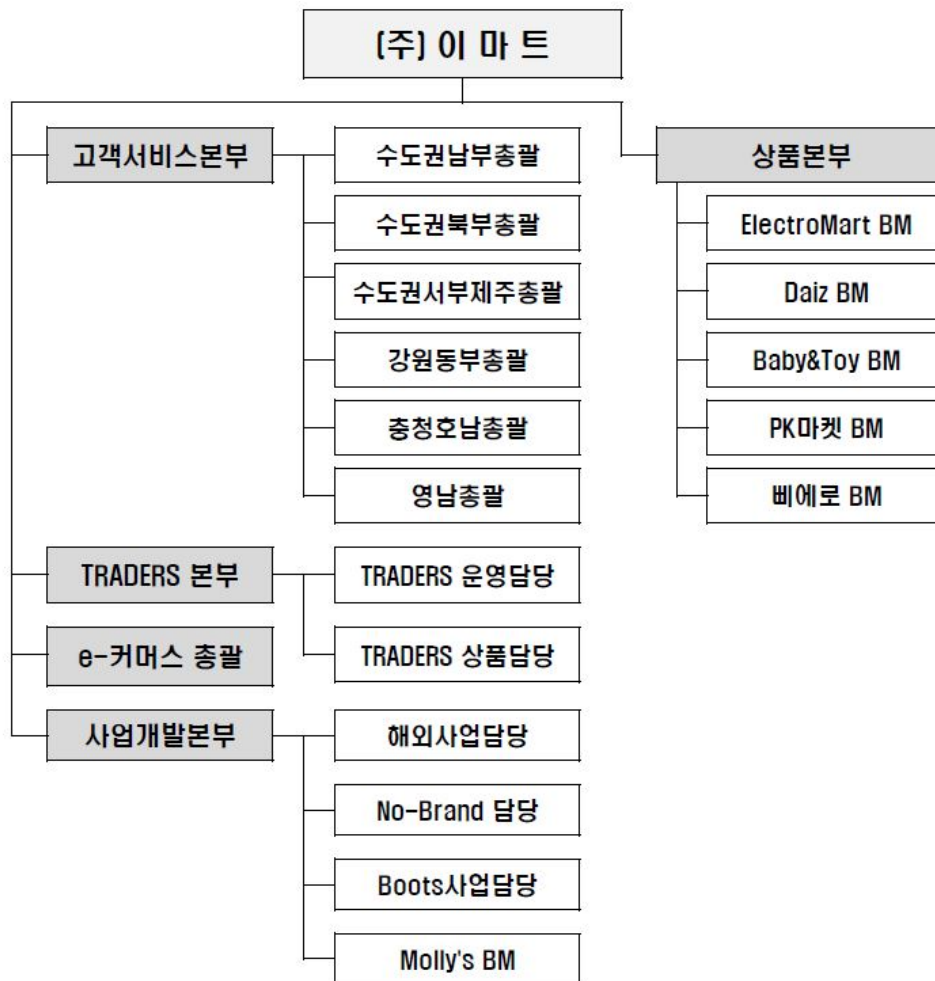 (주) 이 마 트
고객서비스본부
수도권남부총괄
수도권북부총괄
수도권서부제주총괄
강원동부총괄
충청호남총괄
영남총괄
TRADERS 본부
TRADERS 운영담당
TRADERS 상품담당
e-커머스 총괄
사업개발본부
해외사업담당
No-Brand 담당
Boots사업담당
Molly's BM
상품본부
ElectroMart BM
Daiz BM
Baby&Toy BM
PK마켓 BM
삐에로 BM